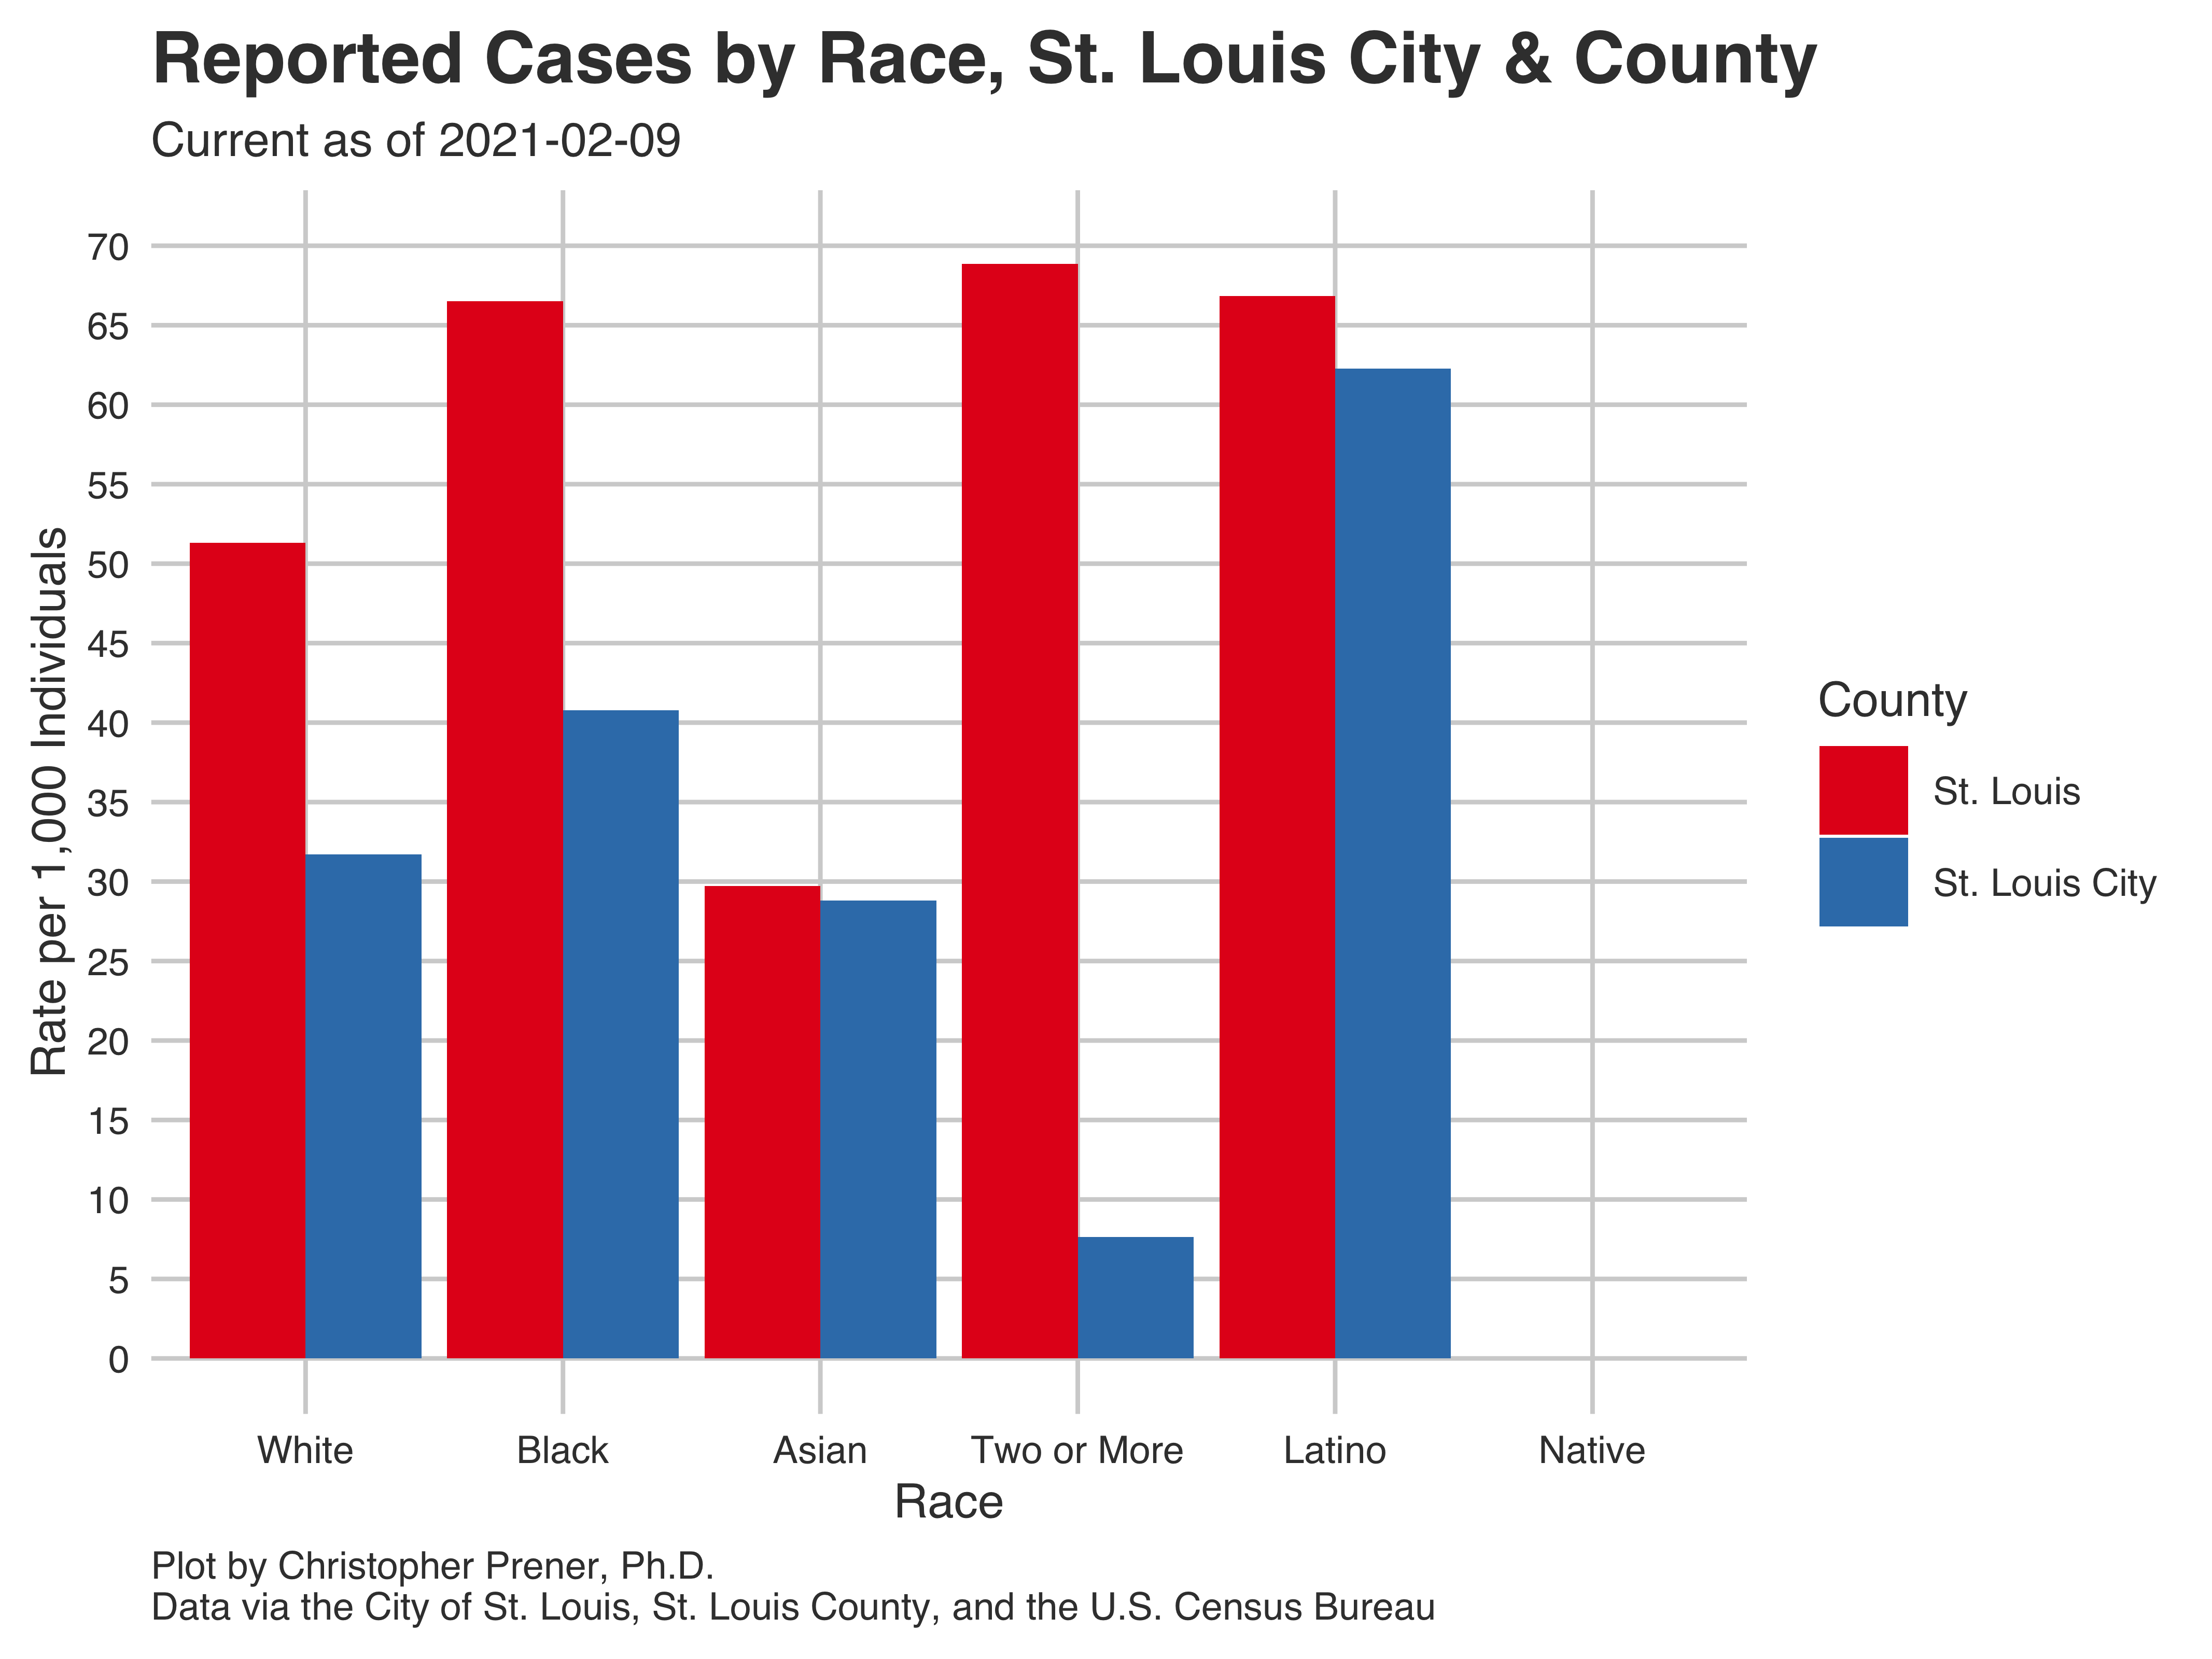 Reported Cases by Race, St. Louis City & County
Current as of 2021-02-09
Rate per 1,000 Individuals
70
65
60
55
50
45
40
35
30
25
20
15
10
5
0
White
Black
Asian
Two or More
Latino
Native
Race
County
St. Louis
St. Louis City
Plot by Christopher Prener, Ph.D.
Data via the City of St. Louis, St. Louis County, and the U.S. Census Bureau